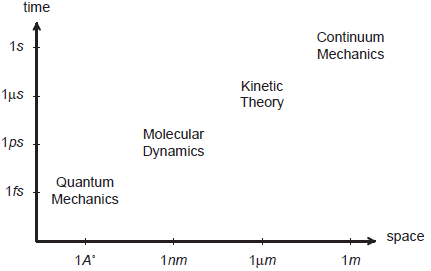 time
1s
Continuum
Mechanics
1μs
Kinetic
Theory
1ps
Molecular
Dynamics
1fs
Quantum
Mechanics
space
1A°
1nm
1μm
1m